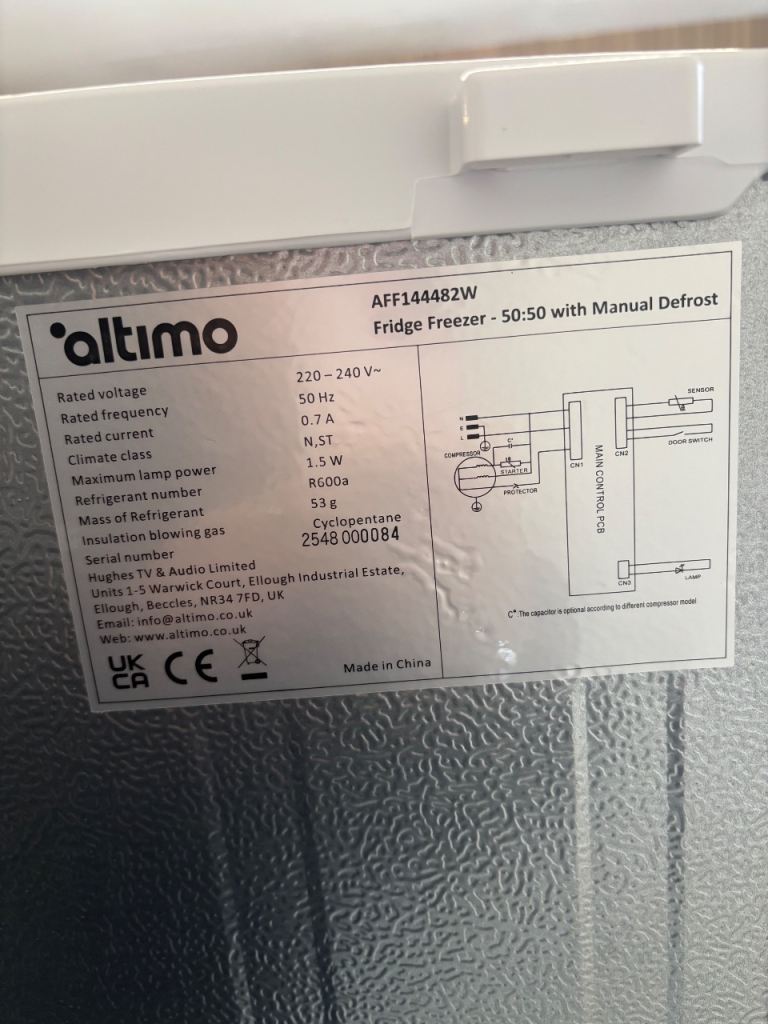 altimo
AFF144482W
Fridge Freezer - 50:50 with Manual Defrost
Rated voltage 220 – 240 V~
Rated frequency 50 Hz
Rated current 0.7 A
Climate class N,ST
Maximum lamp power 1.5 W
Refrigerant number R600a
Mass of Refrigerant 53 g
Insulation blowing gas Cyclopentane
Serial number 2548 000084
Hughes TV & Audio Limited
Units 1-5 Warwick Court, Ellough Industrial Estate,
Ellough, Beccles, NR34 7FD, UK
Email: info@altimo.co.uk
Web: www.altimo.co.uk
UK
CA CE
Made in China
N
E
L
C*
COMPRESSOR
STARTER
PROTECTOR
CN1
MAIN CONTROL PCB
CN2
SENSOR
DOOR SWITCH
CN3
LAMP
C*:The capacitor is optional according to different compressor model